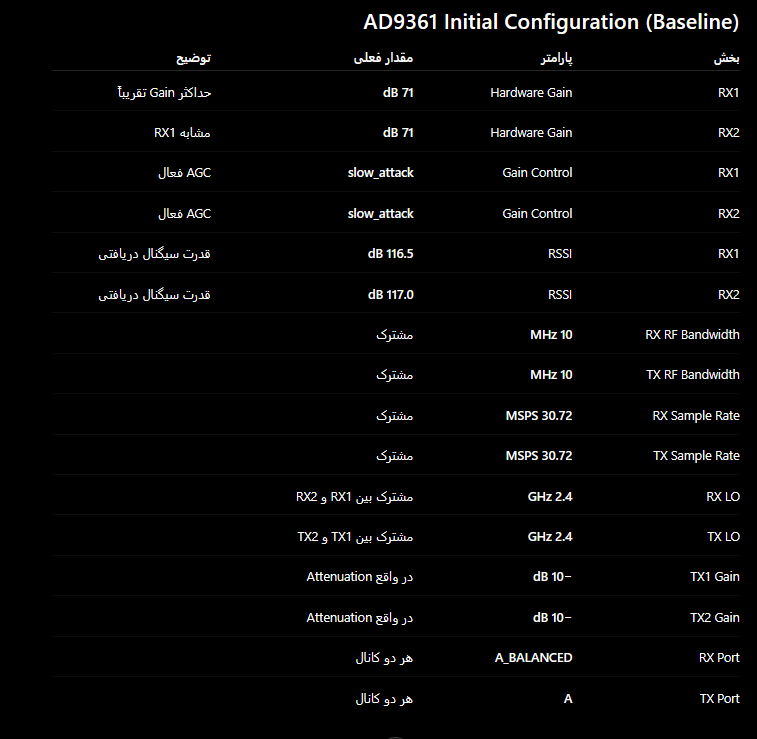 AD9361 Initial Configuration (Baseline)
بخش پارامتر مقدار فعلی توضیح
RX1 Hardware Gain 71 dB حداکثر Gain تقریباً
RX2 Hardware Gain 71 dB مشابه RX1
RX1 Gain Control slow_attack AGC فعال
RX2 Gain Control slow_attack AGC فعال
RX1 RSSI 116.5 dB قدرت سیگنال دریافتی
RX2 RSSI 117.0 dB قدرت سیگنال دریافتی
RX RF Bandwidth 10 MHz مشترک
TX RF Bandwidth 10 MHz مشترک
RX Sample Rate 30.72 MSPS مشترک
TX Sample Rate 30.72 MSPS مشترک
RX LO 2.4 GHz مشترک بین RX1 و RX2
TX LO 2.4 GHz مشترک بین TX1 و TX2
TX1 Gain −10 dB در واقع Attenuation
TX2 Gain −10 dB در واقع Attenuation
RX Port A_BALANCED هر دو کانال
TX Port A هر دو کانال